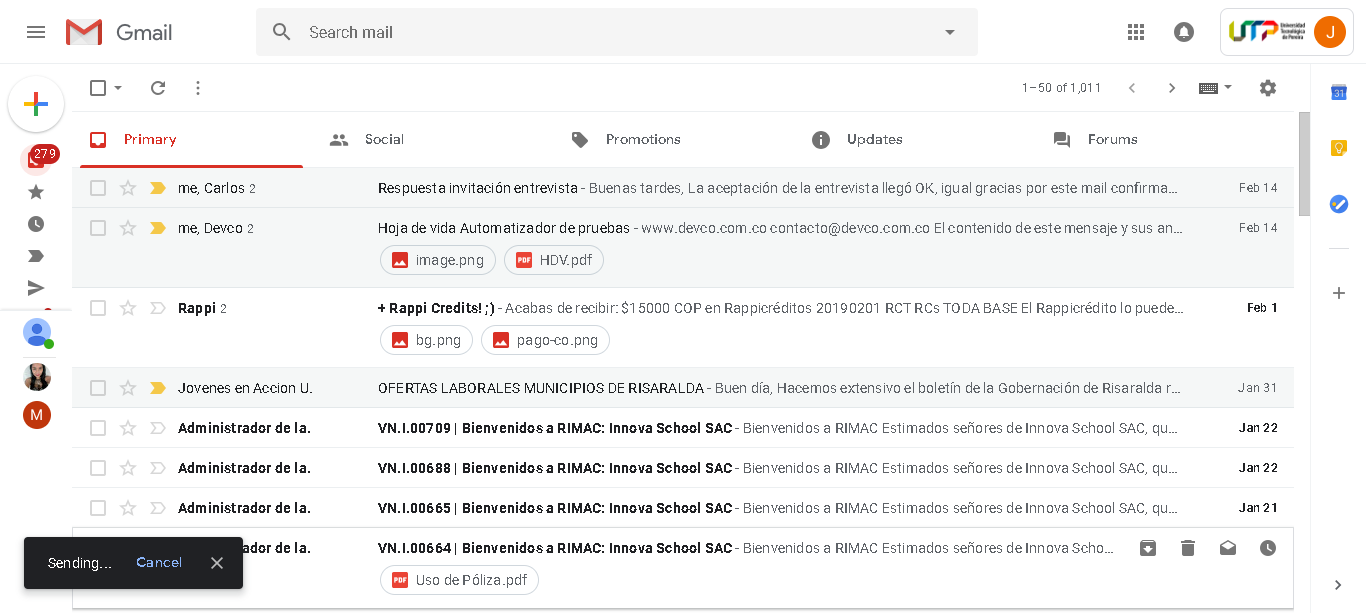 Gmail
Search mail
UTP Universidad Tecnológica de Pereira
J
1–50 of 1,011
31
279
Primary
Social
Promotions
Updates
Forums
me, Carlos 2 Respuesta invitación entrevista - Buenas tardes, La aceptación de la entrevista llegó OK, igual gracias por este mail confirma... Feb 14
me, Devco 2 Hoja de vida Automatizador de pruebas - www.devco.com.co contacto@devco.com.co El contenido de este mensaje y sus an... Feb 14
image.png PDF HDV.pdf
Rappi 2 + Rappi Credits! ;) - Acabas de recibir: $15000 COP en Rappicréditos 20190201 RCT RCs TODA BASE El Rappicrédito lo puede... Feb 1
bg.png pago-co.png
Jovenes en Accion U. OFERTAS LABORALES MUNICIPIOS DE RISARALDA - Buen día, Hacemos extensivo el boletín de la Gobernación de Risaralda r... Jan 31
M
Administrador de la. VN.I.00709 | Bienvenidos a RIMAC: Innova School SAC - Bienvenidos a RIMAC Estimados señores de Innova School SAC, qu... Jan 22
Administrador de la. VN.I.00688 | Bienvenidos a RIMAC: Innova School SAC - Bienvenidos a RIMAC Estimados señores de Innova School SAC, qu... Jan 22
Administrador de la. VN.I.00665 | Bienvenidos a RIMAC: Innova School SAC - Bienvenidos a RIMAC Estimados señores de Innova School SAC, qu... Jan 21
ador de la. VN.I.00664 | Bienvenidos a RIMAC: Innova School SAC - Bienvenidos a RIMAC Estimados señores de Innova Scho...
Sending... Cancel
PDF Uso de Póliza.pdf